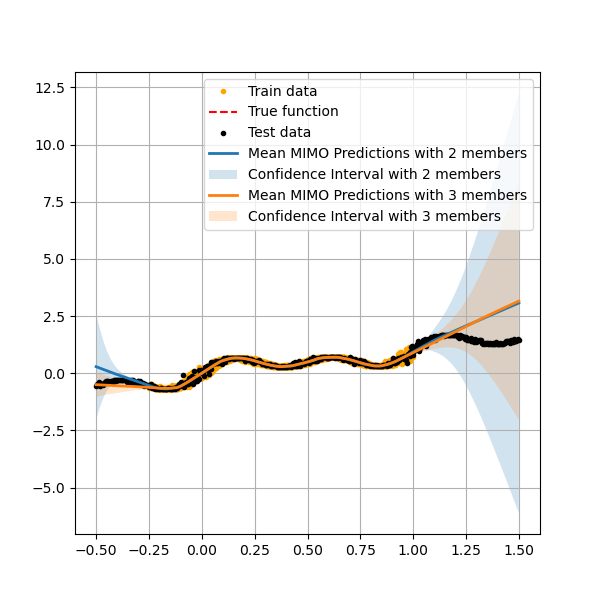 12.5
10.0
7.5
5.0
2.5
0.0
−2.5
−5.0
Train data
True function
Test data
Mean MIMO Predictions with 2 members
Confidence Interval with 2 members
Mean MIMO Predictions with 3 members
Confidence Interval with 3 members
−0.50 −0.25 0.00 0.25 0.50 0.75 1.00 1.25 1.50